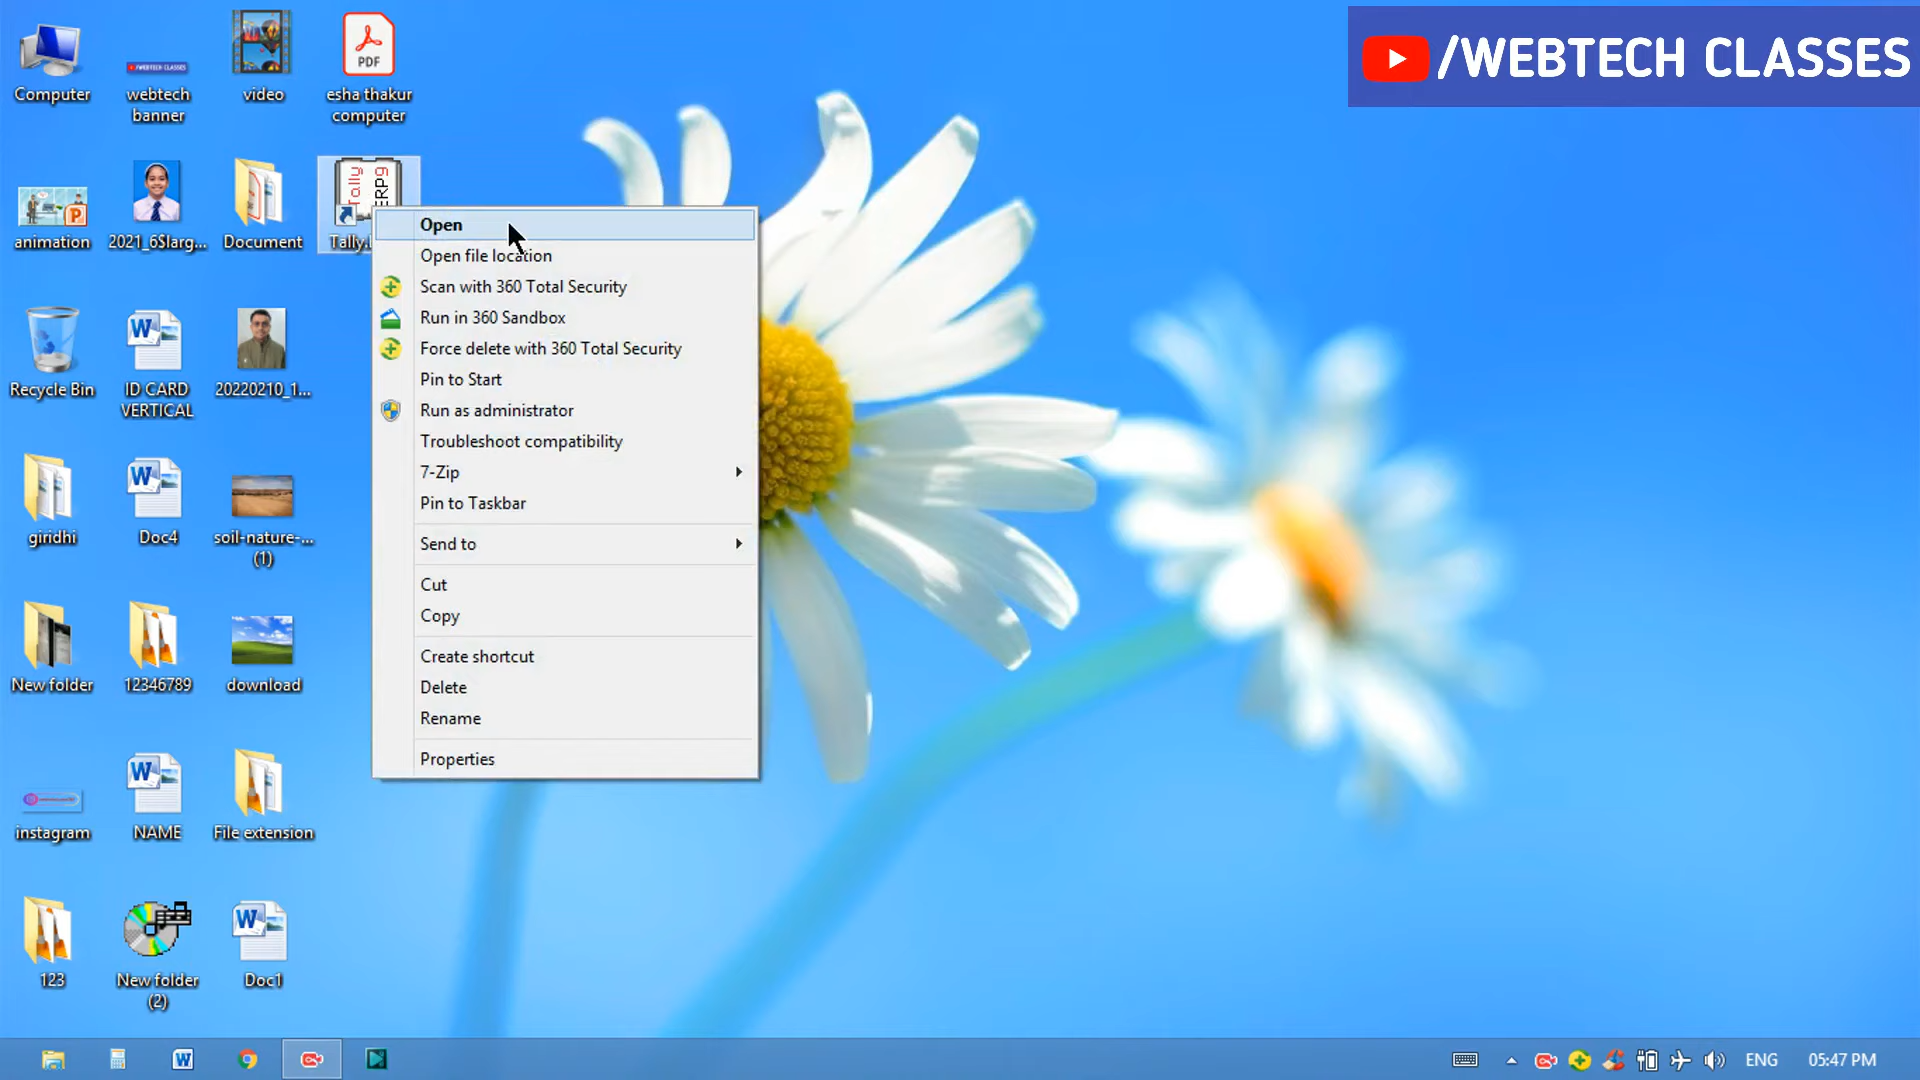 /WEBTECH CLASSES
Computer
webtech
banner
video
PDF
esha thakur
computer
animation
2021_6$larg...
Document
Tally
ERP9
Tally.
Recycle Bin
ID CARD
VERTICAL
20220210_1...
giridhi
Doc4
soil-nature-...
(1)
New folder
12346789
download
instagram
NAME
File extension
123
New folder
(2)
Doc1
Open
Open file location
Scan with 360 Total Security
Run in 360 Sandbox
Force delete with 360 Total Security
Pin to Start
Run as administrator
Troubleshoot compatibility
7-Zip
Pin to Taskbar
Send to
Cut
Copy
Create shortcut
Delete
Rename
Properties
ENG
05:47 PM